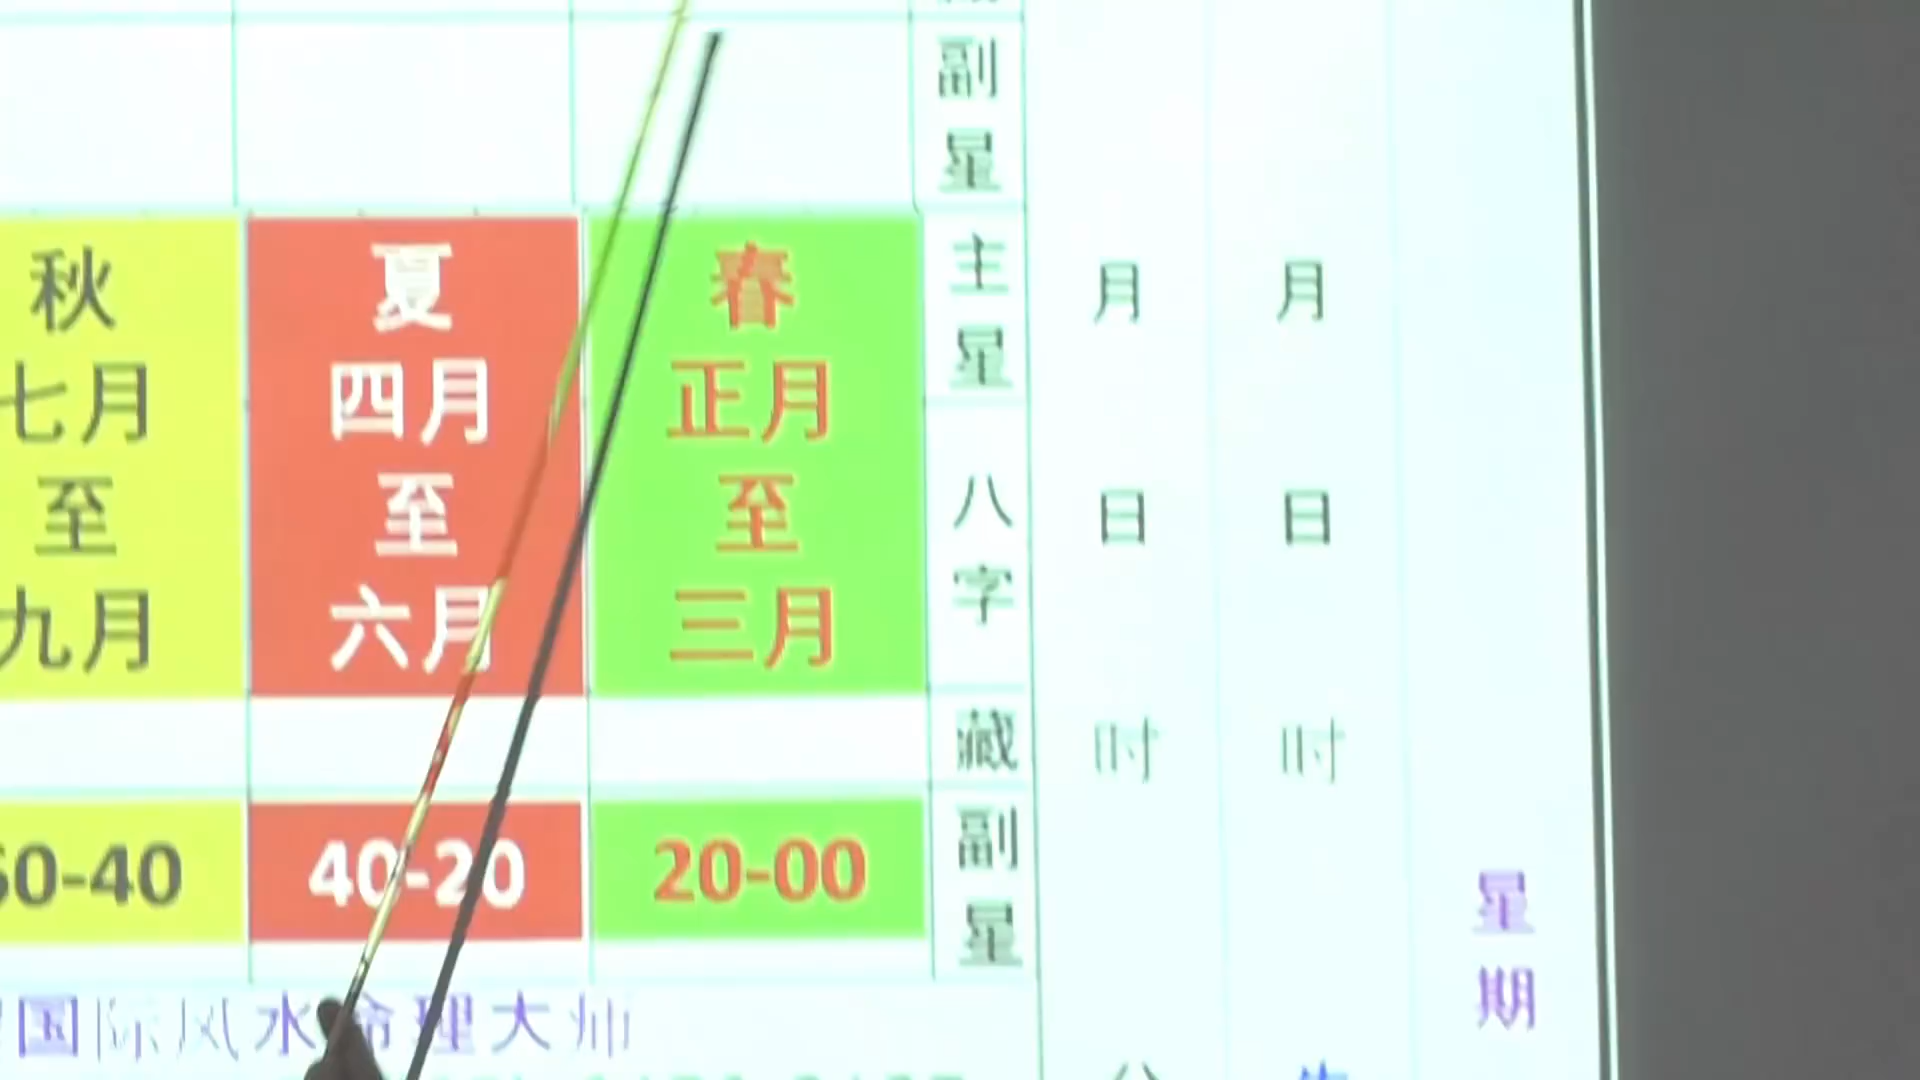 副星
秋 夏 春 主星 月 月
七月 四月 正月
至 至 至 八字 日 日
九月 六月 三月
藏 时 时
60-40 40-20 20-00 副星
星期
国际风水命理大师